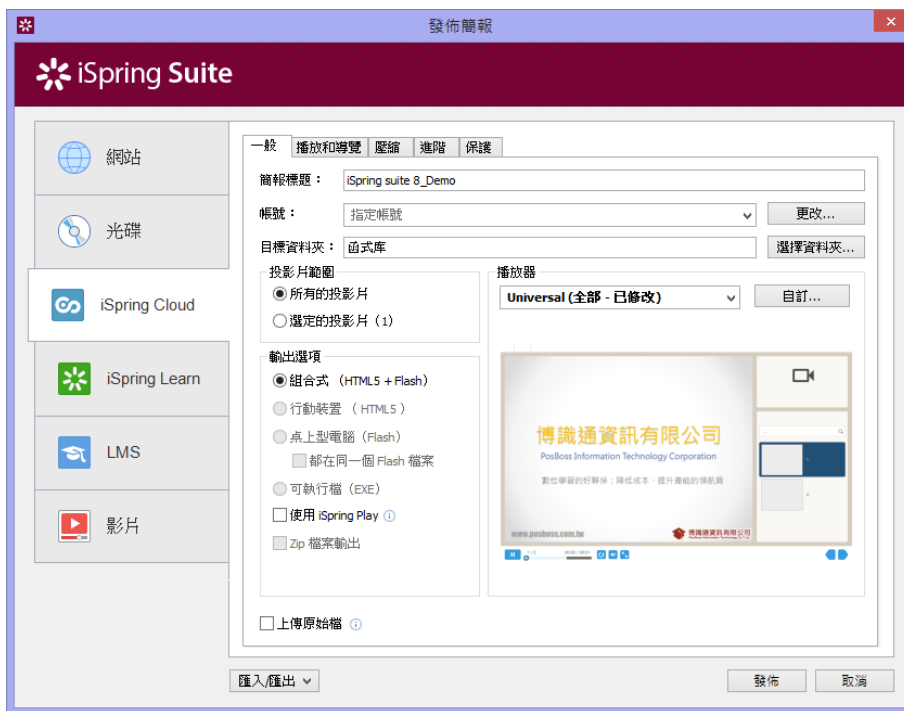 發佈簡報
iSpring Suite
網站
光碟
iSpring Cloud
iSpring Learn
LMS
影片
一般 播放和導覽 壓縮 進階 保護
簡報標題： iSpring suite 8_Demo
帳號： 指定帳號 更改...
目標資料夾： 函式库 選擇資料夾...
投影片範圍
所有的投影片
選定的投影片 (1)
輸出選項
組合式 (HTML5 + Flash)
行動裝置 ( HTML5 )
桌上型電腦 (Flash)
都在同一個 Flash 檔案
可執行檔 (EXE)
使用 iSpring Play
Zip 檔案輸出
播放器
Universal (全部 - 已修改) 自訂...
博識通資訊有限公司
PosBoss Information Technology Corporation
數位學習的好夥伴：降低成本、提升產能的領航員
www.posboss.com.tw 博識通資訊有限公司
上傳原始檔
匯入/匯出 發佈 取消